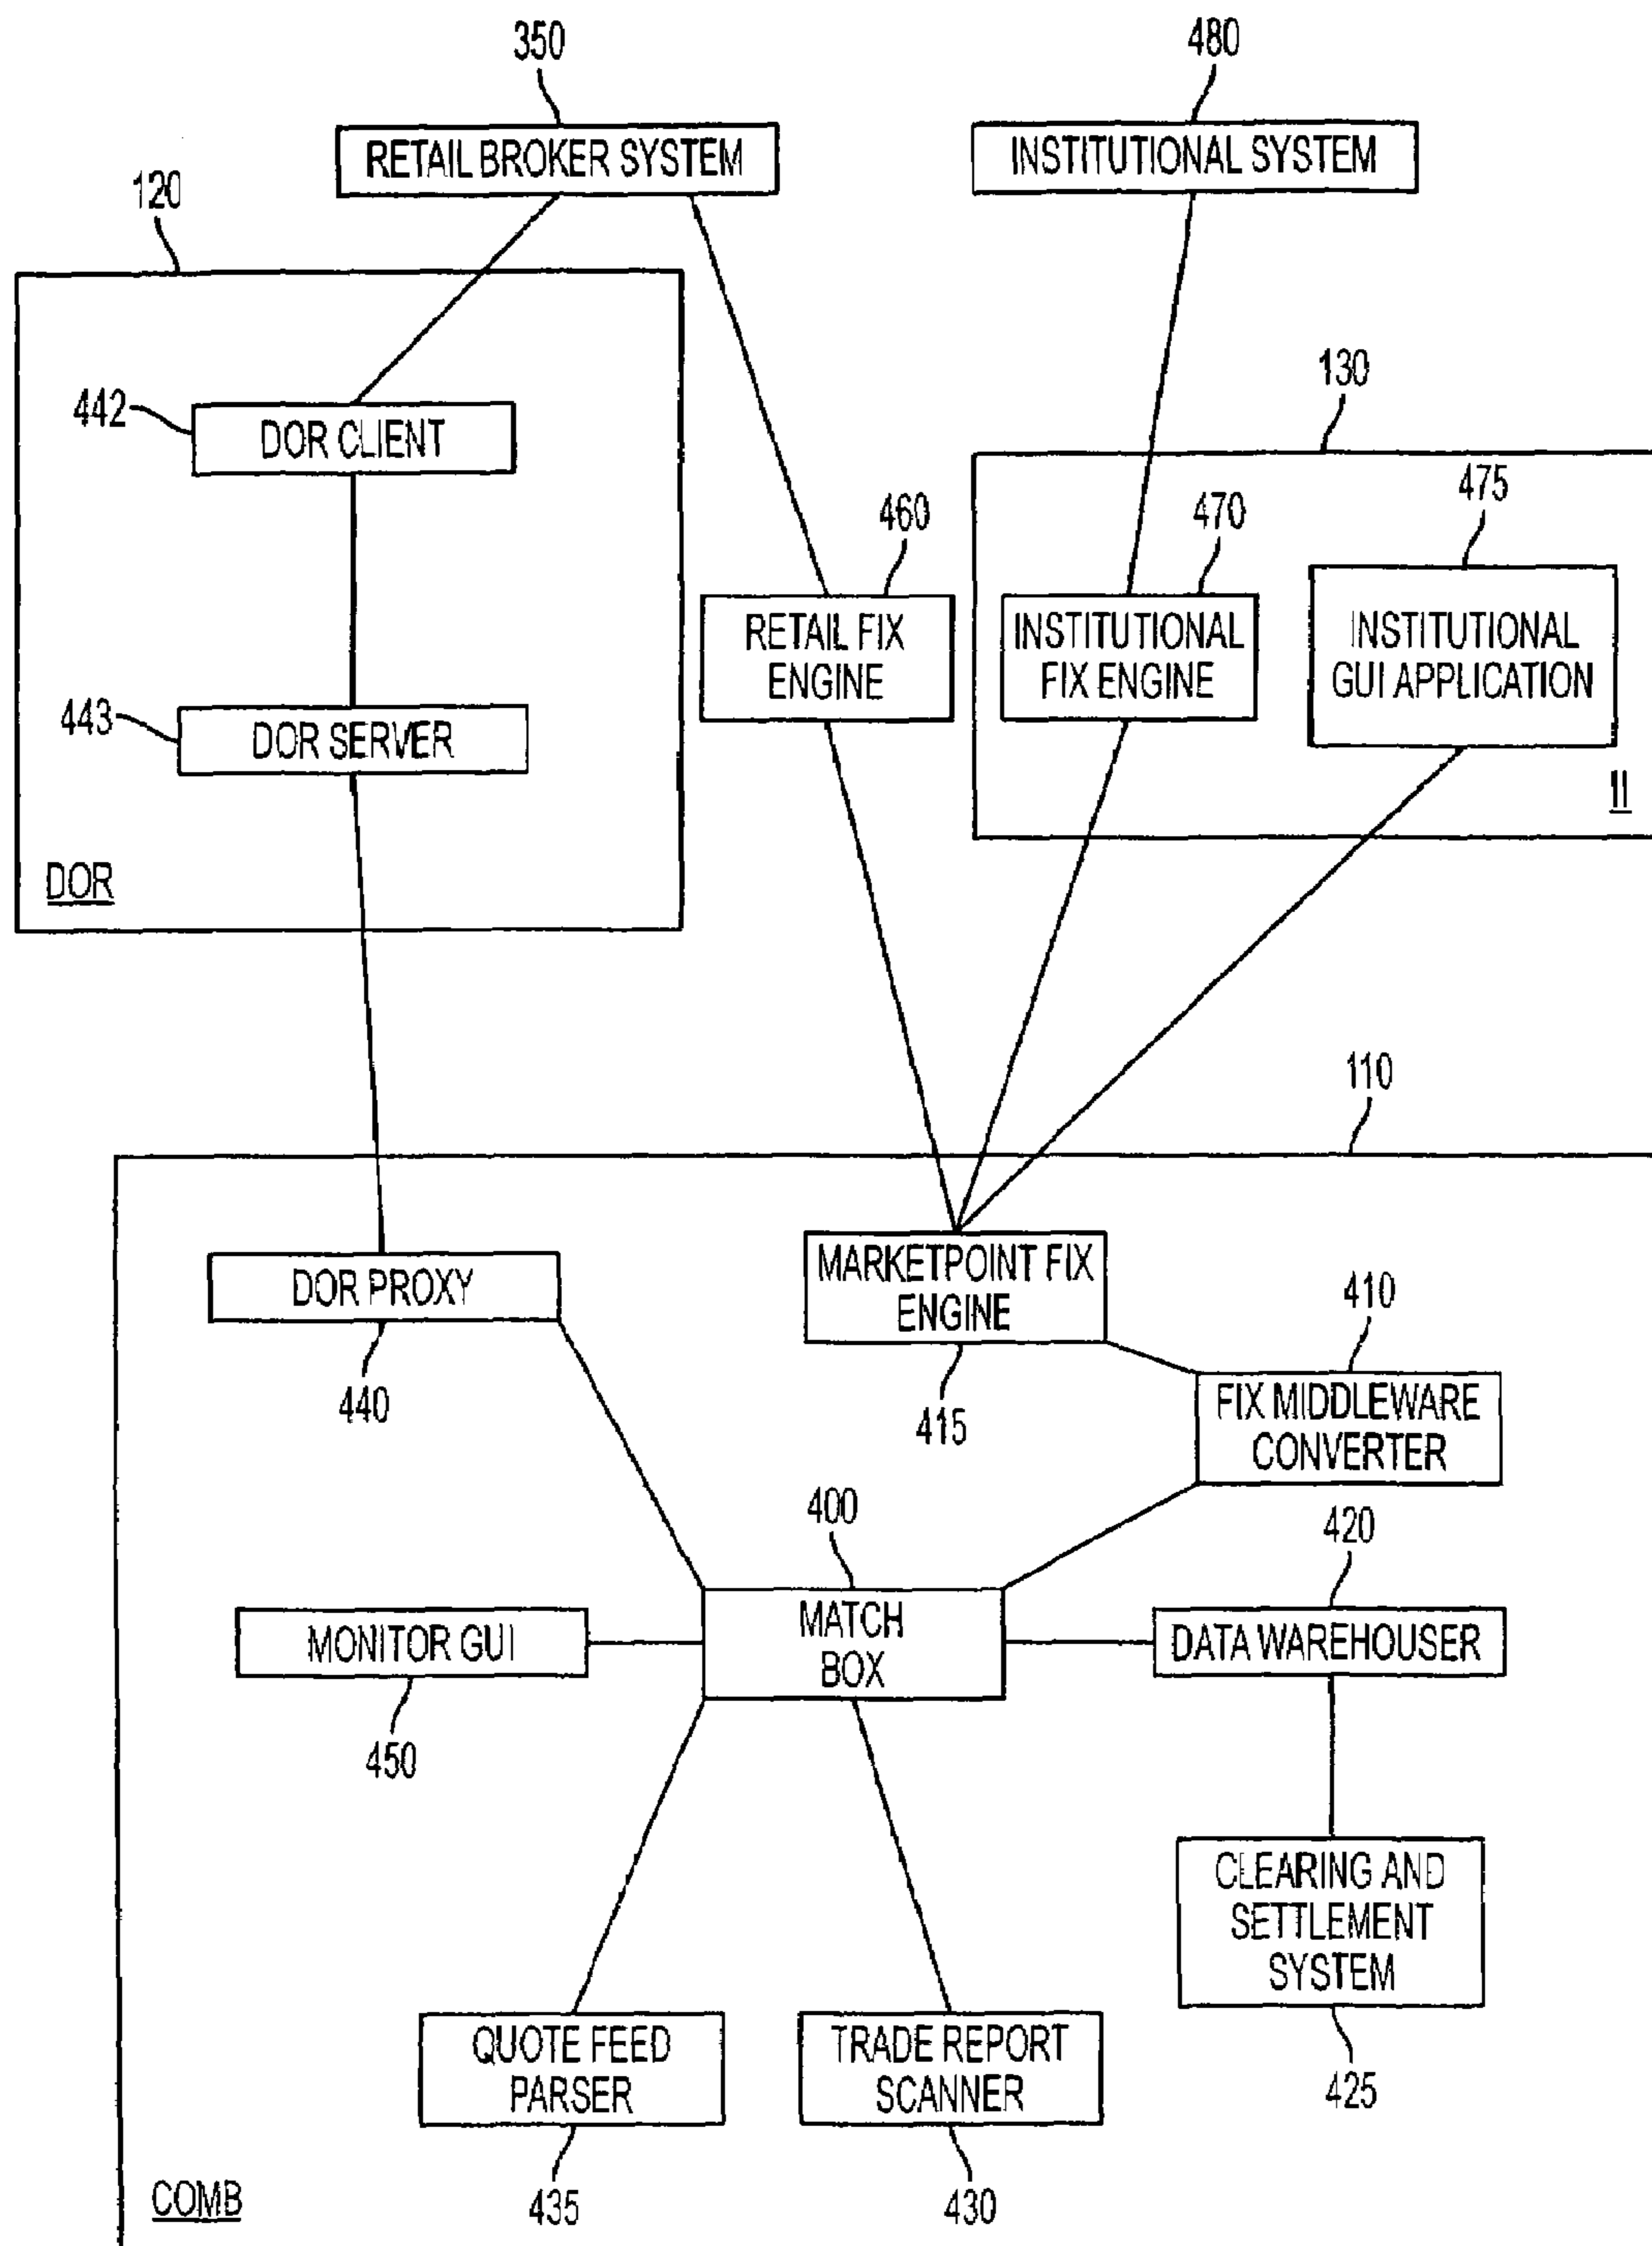 350
480
RETAIL BROKER SYSTEM
INSTITUTIONAL SYSTEM
120
130
442
DOR CLIENT
475
460
470
RETAIL FIX
ENGINE
INSTITUTIONAL
FIX ENGINE
INSTITUTIONAL
GUI APPLICATION
443
DOR SERVER
II
DOR
110
DOR PROXY
440
MARKETPOINT FIX
ENGINE
415
410
FIX MIDDLEWARE
CONVERTER
400
420
MATCH
BOX
MONITOR GUI
450
DATA WAREHOUSER
CLEARING AND
SETTLEMENT
SYSTEM
425
QUOTE FEED
PARSER
435
TRADE REPORT
SCANNER
430
COMB